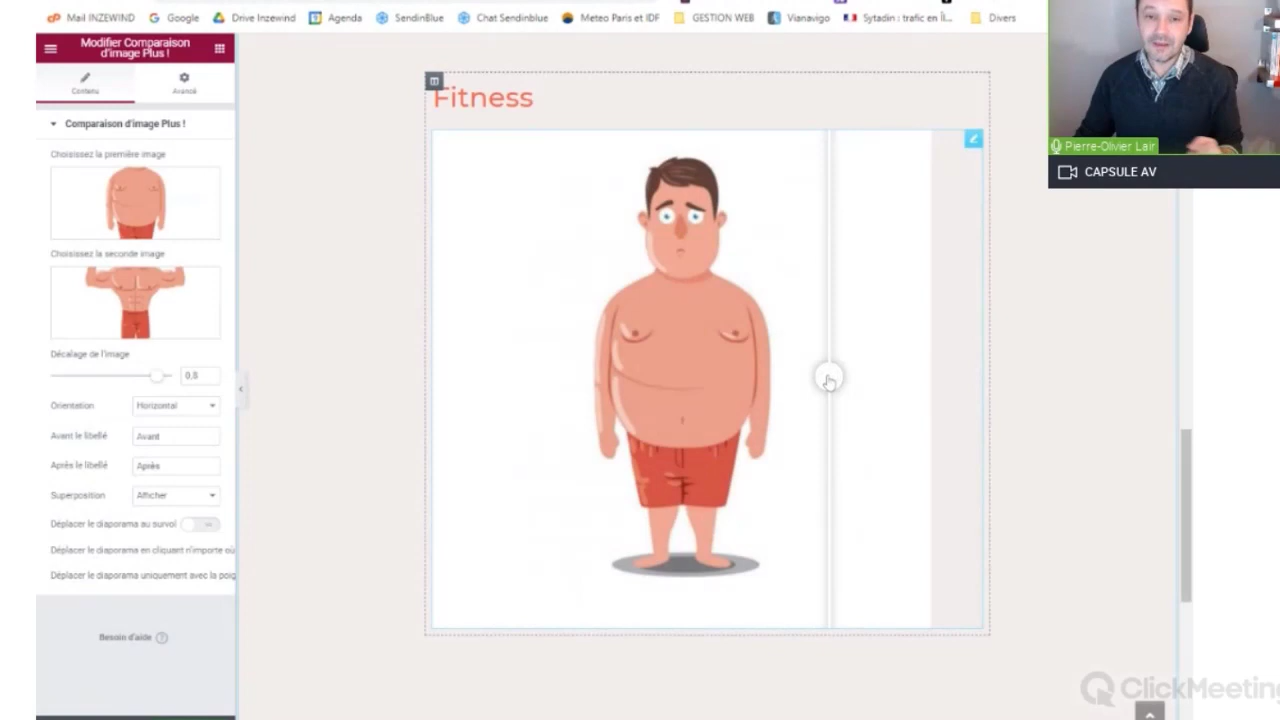 Mail INZEWIND Google Drive Inzewind Agenda SendinBlue Chat Sendinblue Meteo Paris et IDF GESTION WEB Vianavigo Sytadin : trafic en Î... Divers
Modifier Comparaison
d'image Plus !
Contenu Avancé
Comparaison d'image Plus !
Choisissez la première image
Choisissez la seconde image
Décalage de l'image
0,8
Orientation Horizontal
Avant le libellé Avant
Après le libellé Après
Superposition Afficher
Déplacer le diaporama au survol
Déplacer le diaporama en cliquant n'importe où
Déplacer le diaporama uniquement avec la poig
Besoin d'aide
Fitness
Pierre-Olivier Lair
CAPSULE AV
ClickMeeting